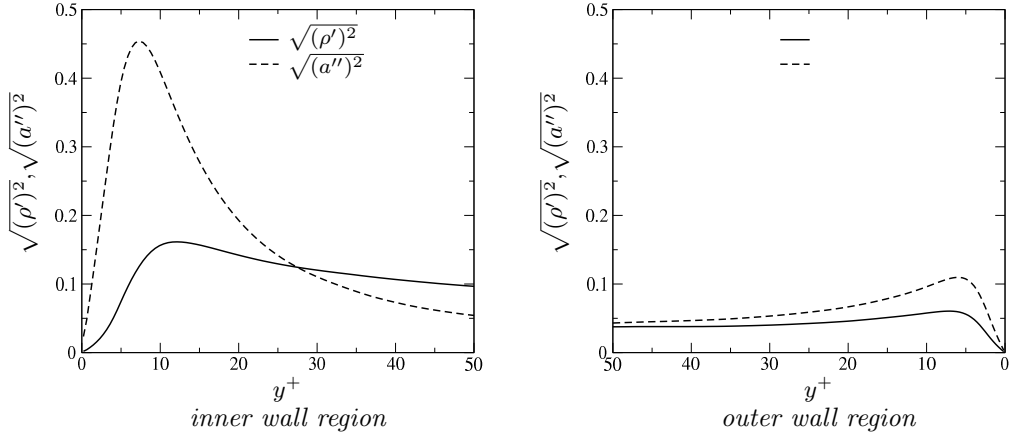 0.5
0.4
0.3
0.2
0.1
0
0 10 20 30 40 50
√(ρ′)², √(a″)²
√(ρ′)²
√(a″)²
y⁺
inner wall region
0.5
0.4
0.3
0.2
0.1
0
50 40 30 20 10 0
√(ρ′)², √(a″)²
y⁺
outer wall region